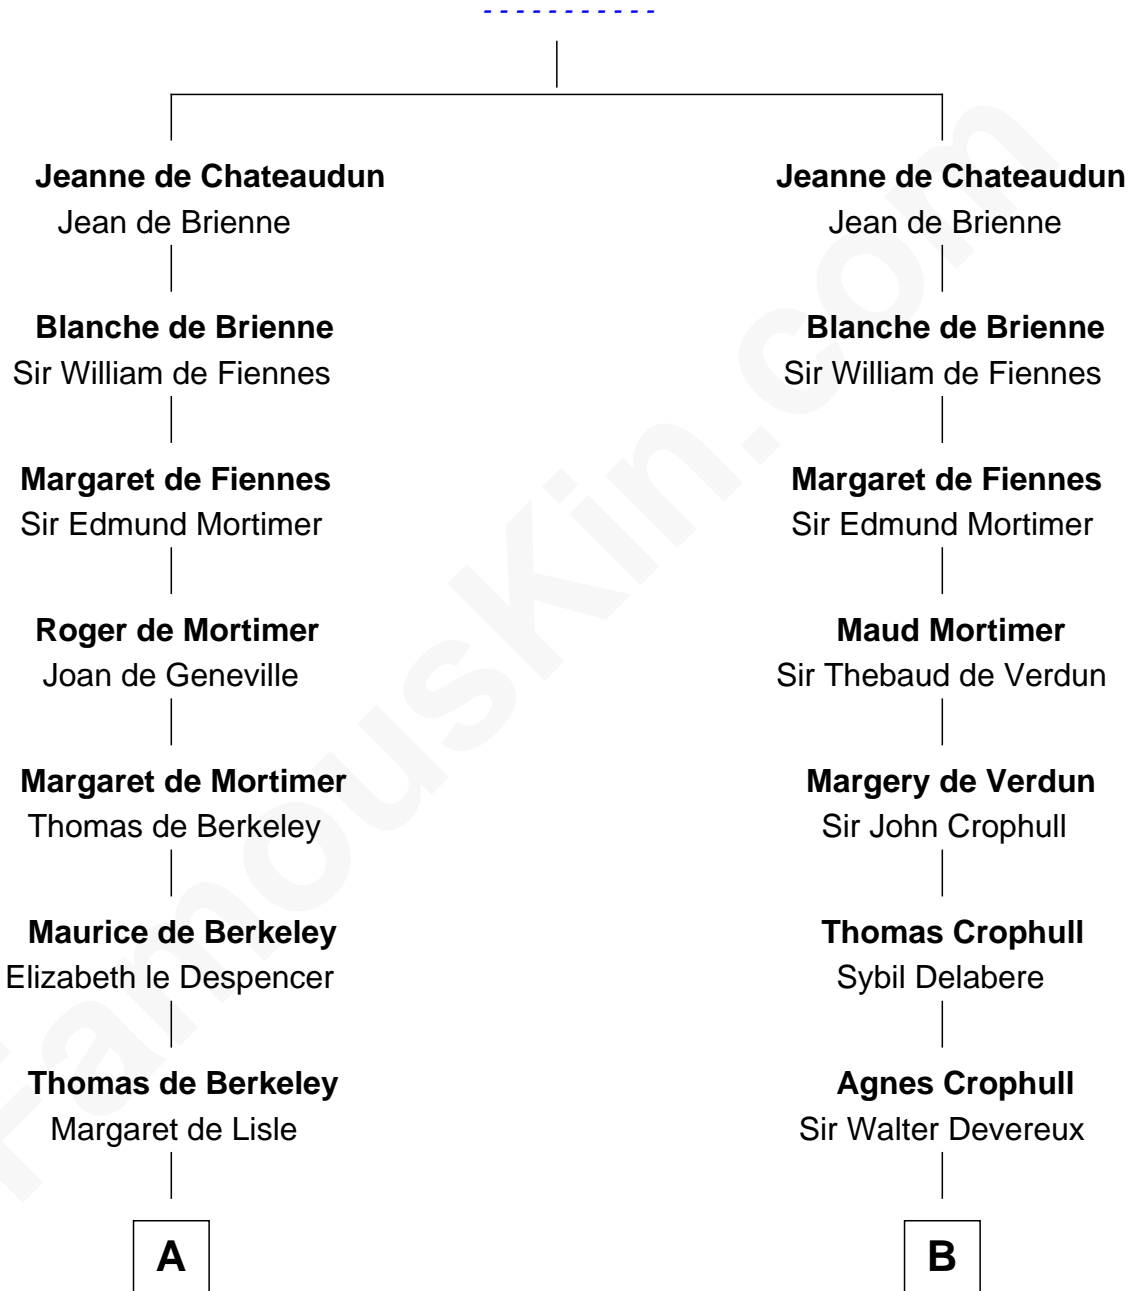 Jeanne de Chateaudun Jeanne de Chateaudun
Jean de Brienne Jean de Brienne
Blanche de Brienne Blanche de Brienne
Sir William de Fiennes Sir William de Fiennes
Margaret de Fiennes Margaret de Fiennes
Sir Edmund Mortimer Sir Edmund Mortimer
Roger de Mortimer Maud Mortimer
Joan de Geneville Sir Thebaud de Verdun
Margaret de Mortimer Margery de Verdun
Thomas de Berkeley Sir John Crophull
Maurice de Berkeley Thomas Crophull
Elizabeth le Despencer Sybil Delabere
Thomas de Berkeley Agnes Crophull
Margaret de Lisle Sir Walter Devereux
A B
FamousKin.com